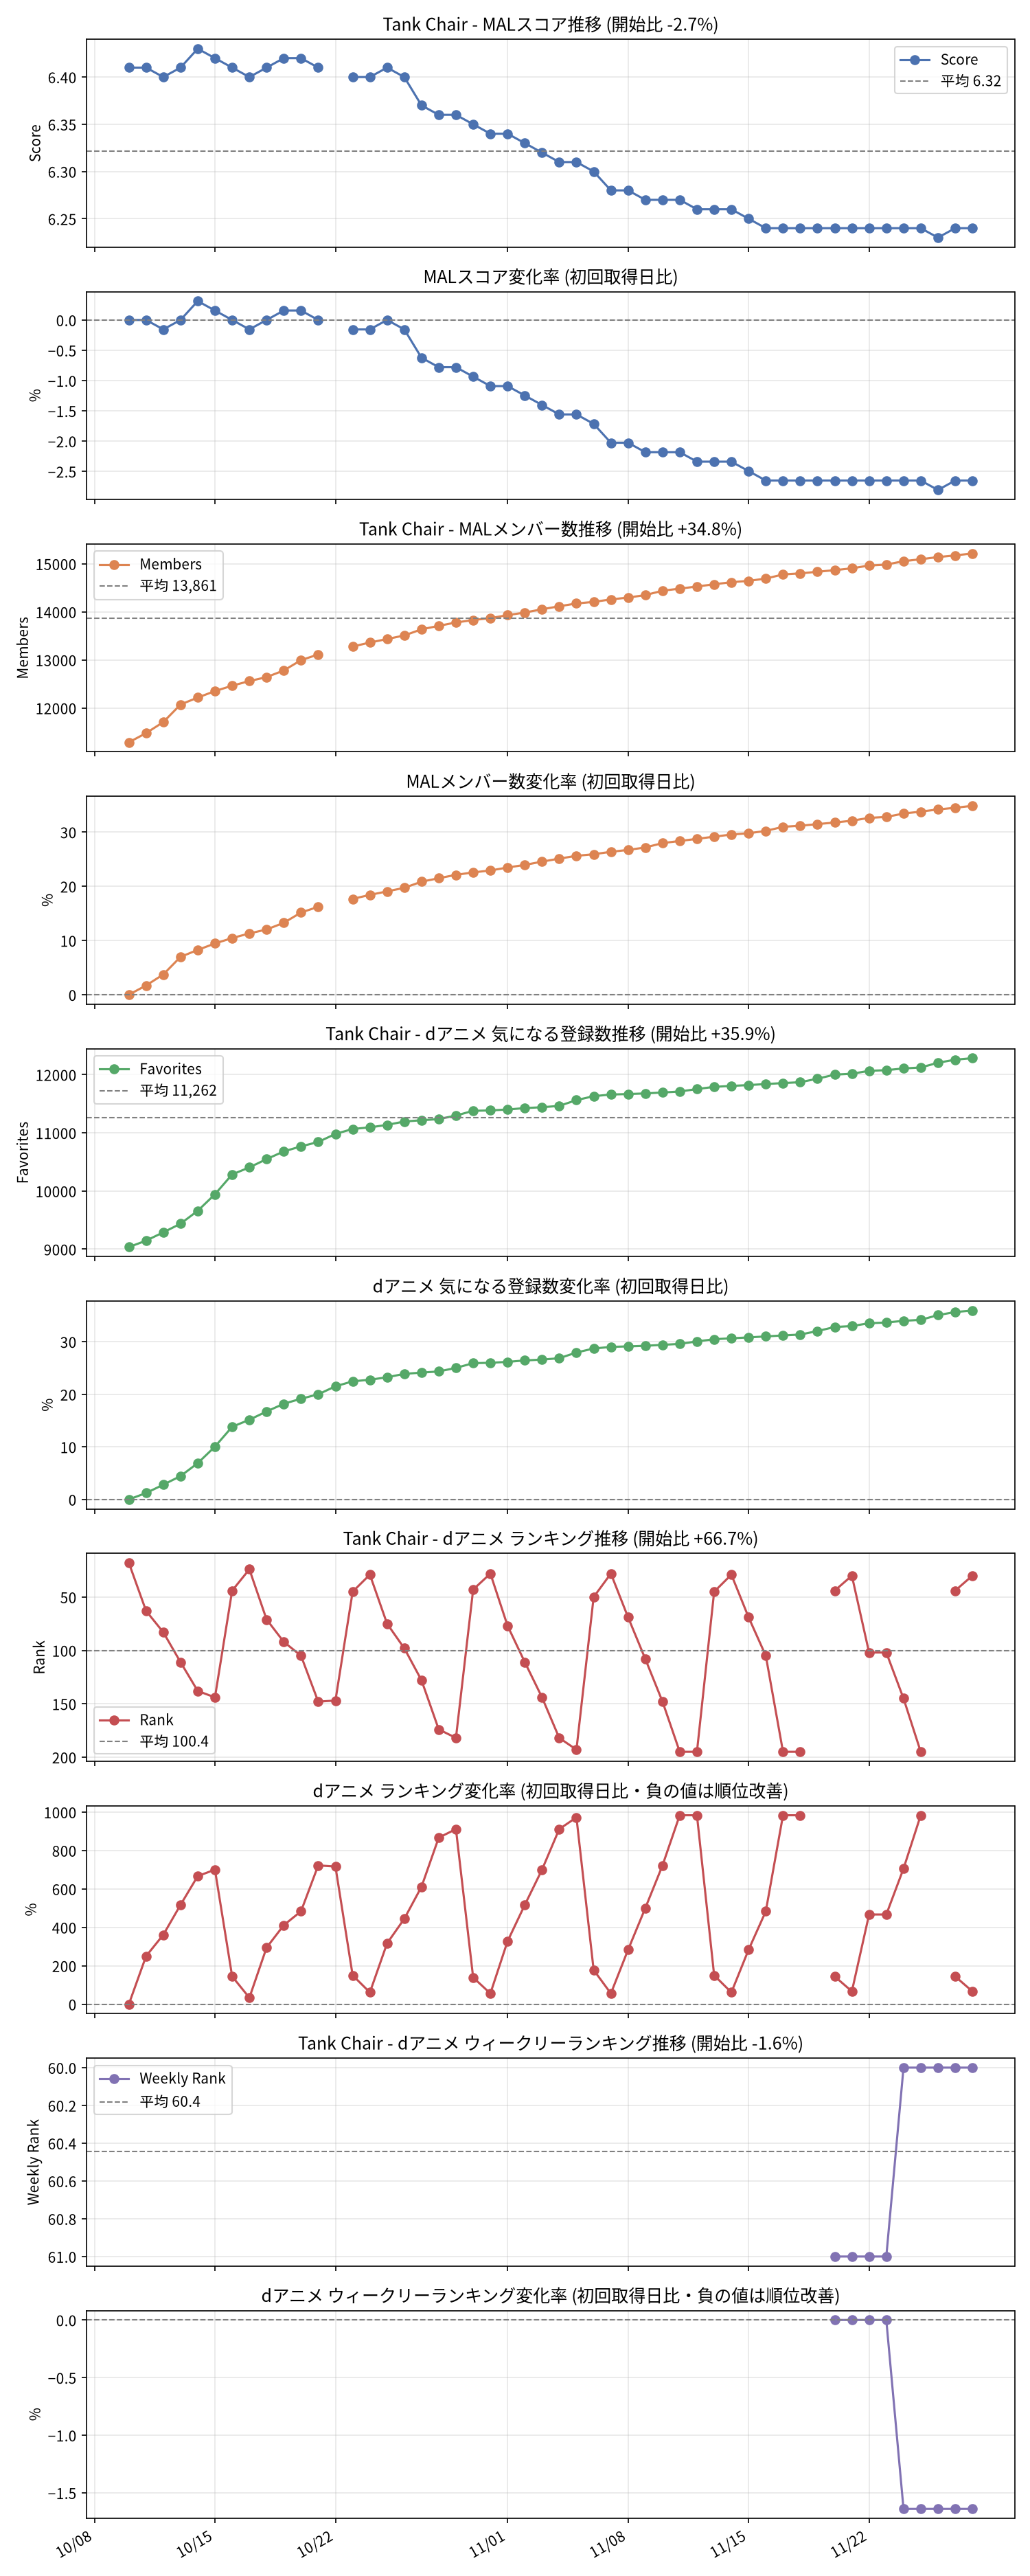 Tank Chair - MALスコア推移 (開始比 -2.7%)
Score
6.40
6.35
6.30
6.25
Score
平均 6.32
MALスコア変化率 (初回取得日比)
%
0.0
−0.5
−1.0
−1.5
−2.0
−2.5
Tank Chair - MALメンバー数推移 (開始比 +34.8%)
Members
15000
14000
13000
12000
Members
平均 13,861
MALメンバー数変化率 (初回取得日比)
%
30
20
10
0
Tank Chair - dアニメ 気になる登録数推移 (開始比 +35.9%)
Favorites
12000
11000
10000
9000
Favorites
平均 11,262
dアニメ 気になる登録数変化率 (初回取得日比)
%
30
20
10
0
Tank Chair - dアニメ ランキング推移 (開始比 +66.7%)
Rank
50
100
150
200
Rank
平均 100.4
dアニメ ランキング変化率 (初回取得日比・負の値は順位改善)
%
1000
800
600
400
200
0
Tank Chair - dアニメ ウィークリーランキング推移 (開始比 -1.6%)
Weekly Rank
60.0
60.2
60.4
60.6
60.8
61.0
Weekly Rank
平均 60.4
dアニメ ウィークリーランキング変化率 (初回取得日比・負の値は順位改善)
%
0.0
−0.5
−1.0
−1.5
10/08
10/15
10/22
11/01
11/08
11/15
11/22